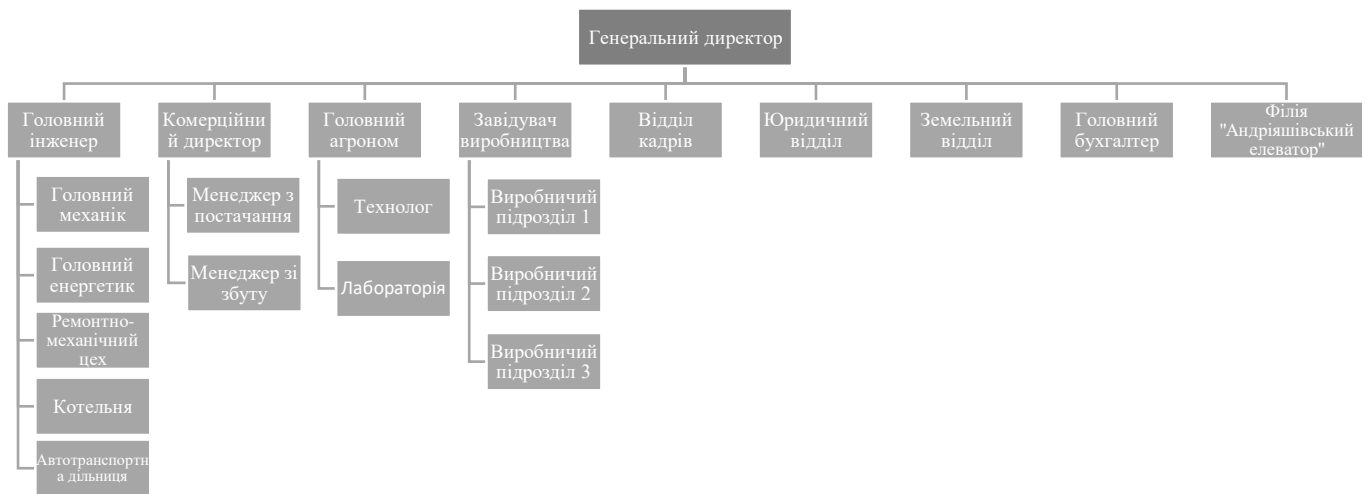 Генеральний директор
Головний
інженер
Комерційни
й директор
Головний
агроном
Завідувач
виробництва
Відділ
кадрів
Юридичний
відділ
Земельний
відділ
Головний
бухгалтер
Філія
"Андріяшівський
елеватор"
Головний
механік
Головний
енергетик
Ремонтно-
механічний
цех
Котельня
Автотранспортн
а дільниця
Менеджер з
постачання
Менеджер зі
збуту
Технолог
Лабораторія
Виробничий
підрозділ 1
Виробничий
підрозділ 2
Виробничий
підрозділ 3